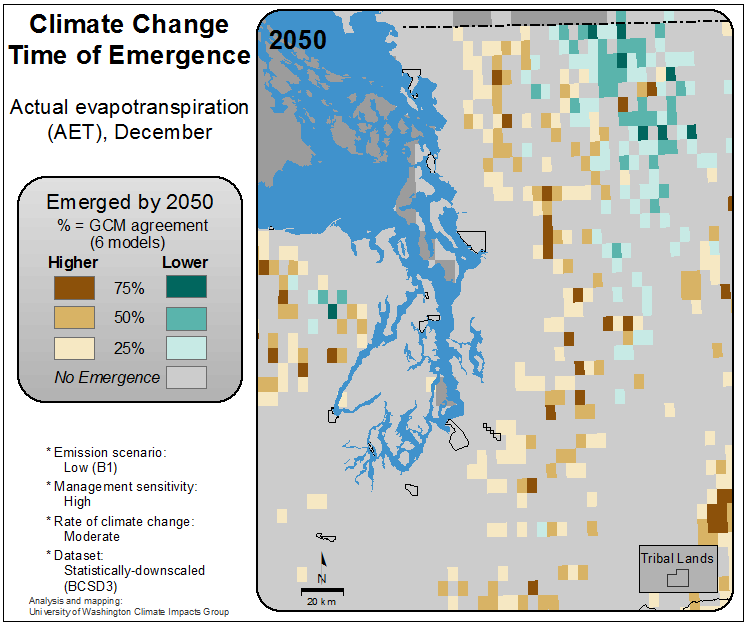 Climate Change
Time of Emergence
Actual evapotranspiration
(AET), December
Emerged by 2050
% = GCM agreement
(6 models)
Higher Lower
75%
50%
25%
No Emergence
* Emission scenario:
Low (B1)
* Management sensitivity:
High
* Rate of climate change:
Moderate
* Dataset:
Statistically-downscaled
(BCSD3)
Analysis and mapping:
University of Washington Climate Impacts Group
2050
N
20 km
Tribal Lands